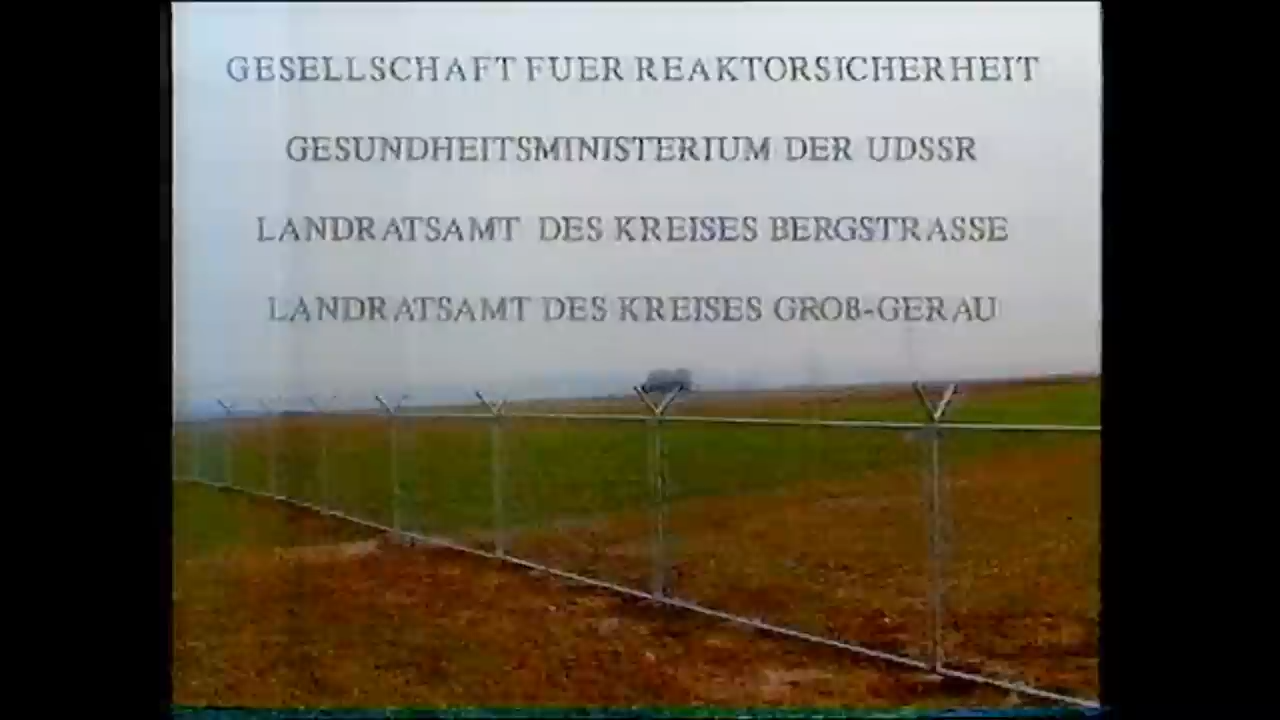 GESELLSCHAFT FUER REAKTORSICHERHEIT
GESUNDHEITSMINISTERIUM DER UDSSR
LANDRATSAMT DES KREISES BERGSTRASSE
LANDRATSAMT DES KREISES GROß-GERAU